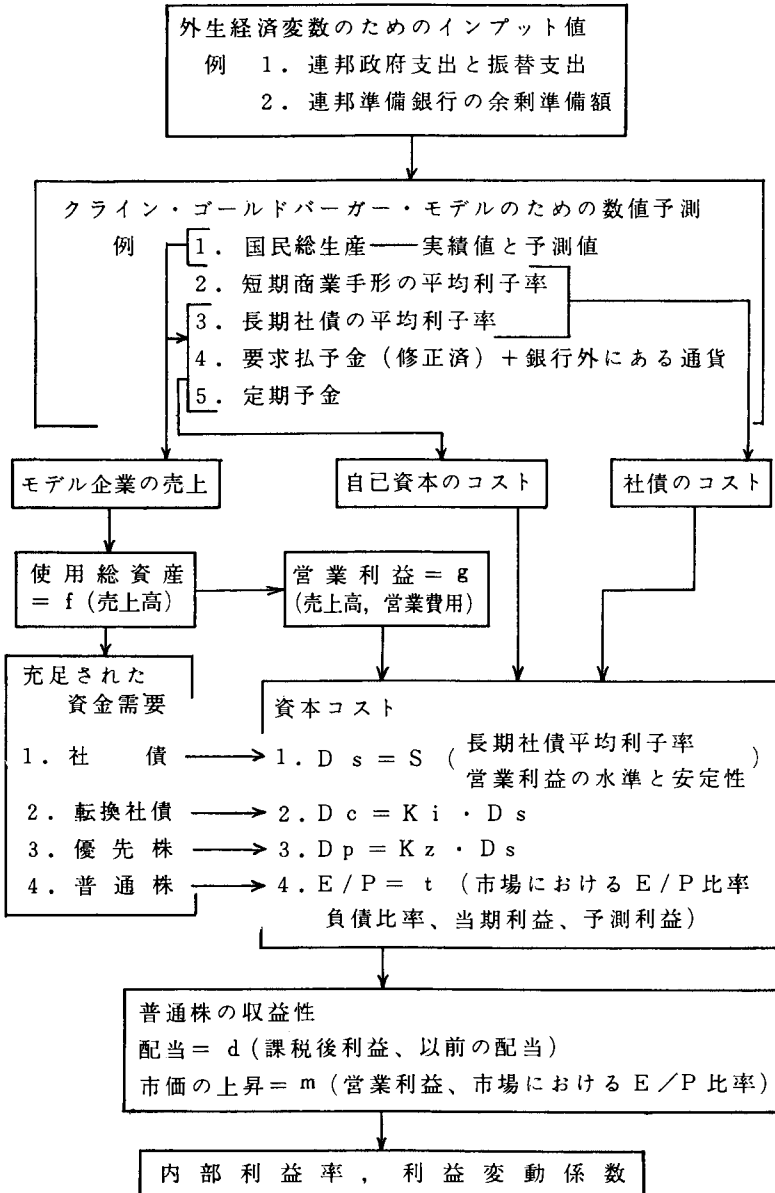 外生経済変数のためのインプット値
例 1. 連邦政府支出と振替支出
2. 連邦準備銀行の余剰準備額
クライン・ゴールドバーガー・モデルのための数値予測
例 1. 国民総生産――実績値と予測値
2. 短期商業手形の平均利子率
3. 長期社債の平均利子率
4. 要求払予金(修正済)+銀行外にある通貨
5. 定期予金
モデル企業の売上
自己資本のコスト
社債のコスト
使用総資産
= f (売上高)
営業利益= g
(売上高, 営業費用)
充足された
資金需要
1. 社 債
2. 転換社債
3. 優先株
4. 普通株
資本コスト
1. D s = S ( 長期社債平均利子率
営業利益の水準と安定性 )
2. D c = K i ・ D s
3. D p = K z ・ D s
4. E / P = t (市場における E / P 比率
負債比率、当期利益、予測利益)
普通株の収益性
配当= d (課税後利益、以前の配当)
市価の上昇= m (営業利益、市場における E / P 比率)
内部利益率, 利益変動係数